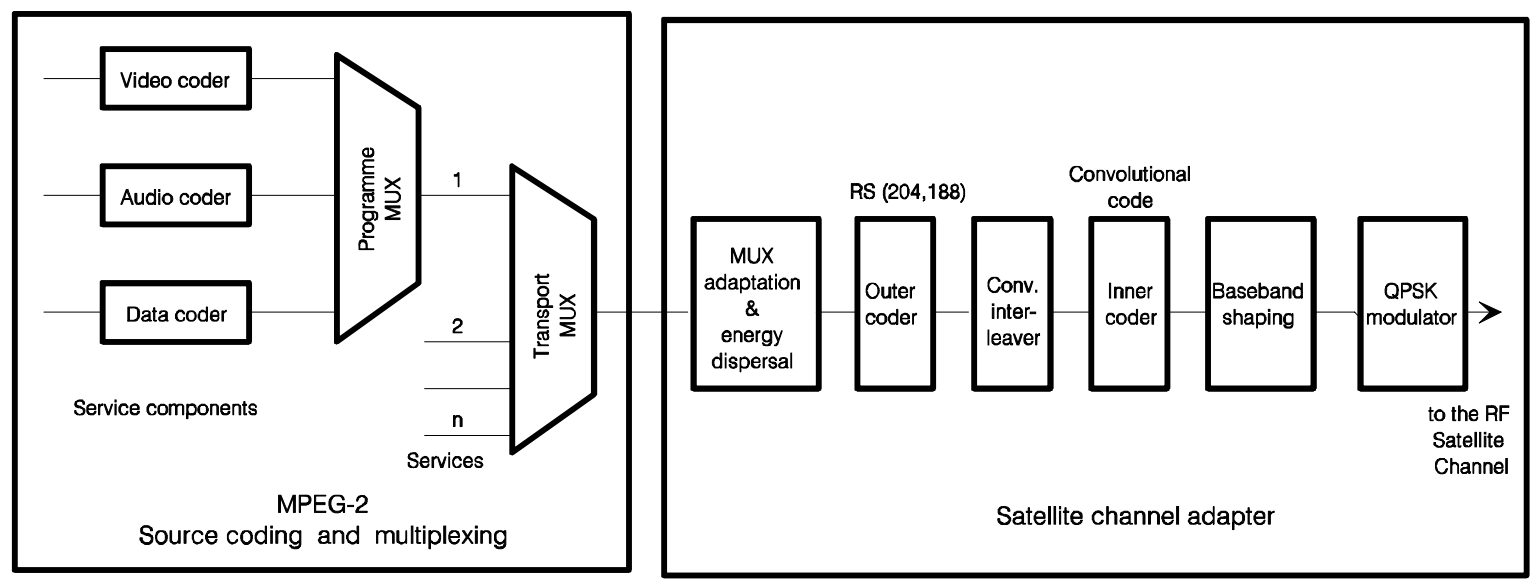 Video coder
Audio coder
Data coder
Service components
Programme
MUX
1
2
n
Services
Transport
MUX
MPEG-2
Source coding and multiplexing
MUX
adaptation
&
energy
dispersal
RS (204,188)
Outer
coder
Conv.
inter-
leaver
Convolutional
code
Inner
coder
Baseband
shaping
QPSK
modulator
to the RF
Satellite
Channel
Satellite channel adapter